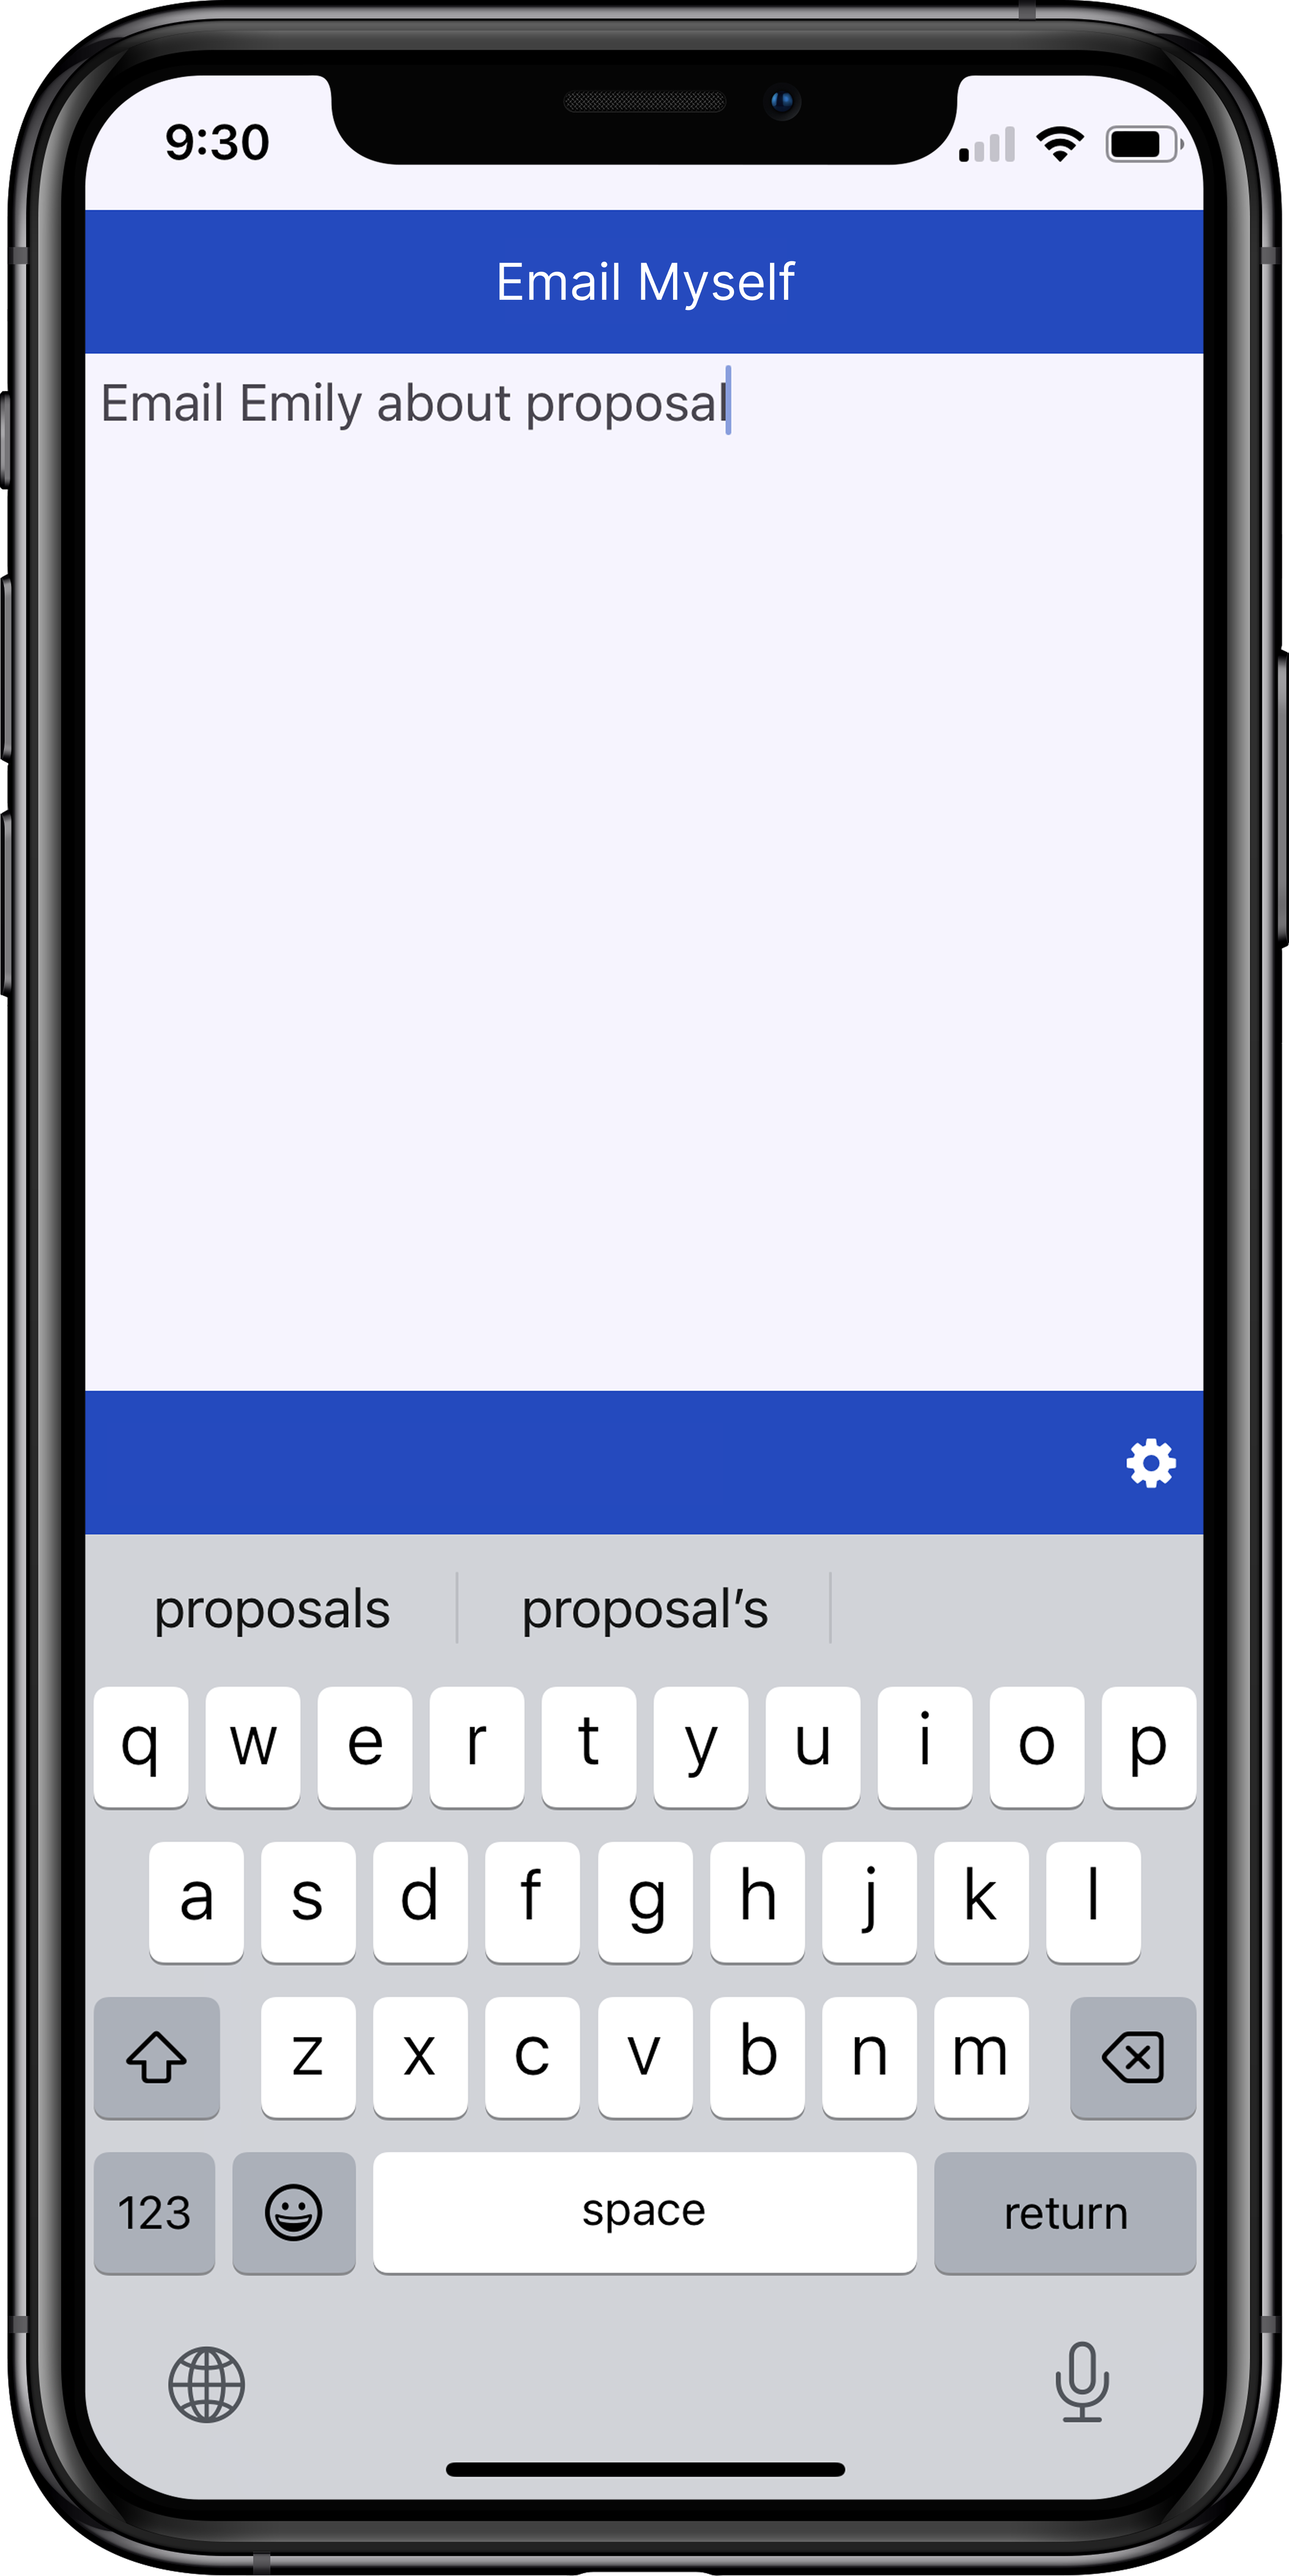 9:30
Email Myself
Email Emily about proposal
proposals proposal’s
q w e r t y u i o p
a s d f g h j k l
z x c v b n m
123 space return